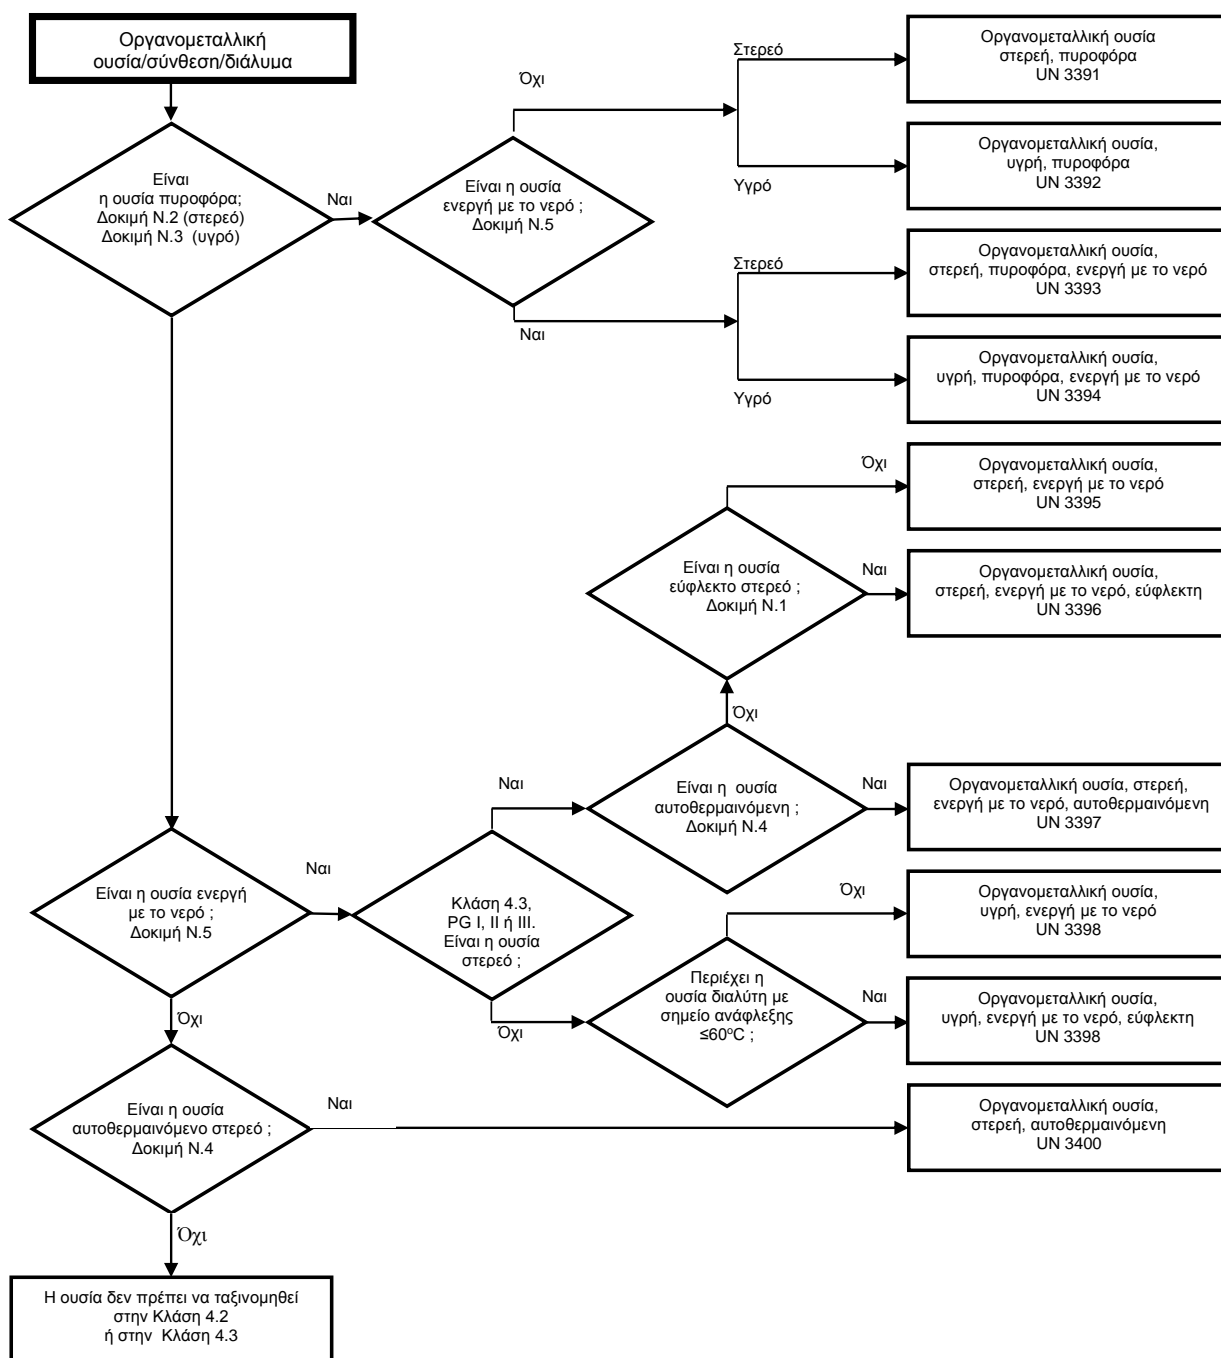 Οργανομεταλλική
ουσία/σύνθεση/διάλυμα
Είναι
η ουσία πυροφόρα;
Δοκιμή N.2 (στερεό)
Δοκιμή N.3 (υγρό)
Ναι
Όχι
Είναι η ουσία
ενεργή με το νερό ;
Δοκιμή N.5
Ναι
Στερεό
Υγρό
Στερεό
Υγρό
Οργανομεταλλική ουσία
στερεή, πυροφόρα
UN 3391
Οργανομεταλλική ουσία,
υγρή, πυροφόρα
UN 3392
Οργανομεταλλική ουσία,
στερεή, πυροφόρα, ενεργή με το νερό
UN 3393
Οργανομεταλλική ουσία,
υγρή, πυροφόρα, ενεργή με το νερό
UN 3394
Όχι
Οργανομεταλλική ουσία,
στερεή, ενεργή με το νερό
UN 3395
Είναι η ουσία
εύφλεκτο στερεό ;
Δοκιμή N.1
Ναι
Οργανομεταλλική ουσία,
στερεή, ενεργή με το νερό, εύφλεκτη
UN 3396
Όχι
Ναι
Είναι η ουσία
αυτοθερμαινόμενη ;
Δοκιμή N.4
Ναι
Οργανομεταλλική ουσία, στερεή,
ενεργή με το νερό, αυτοθερμαινόμενη
UN 3397
Είναι η ουσία ενεργή
με το νερό ;
Δοκιμή N.5
Ναι
Κλάση 4.3,
PG I, II ή III.
Είναι η ουσία
στερεό ;
Όχι
Οργανομεταλλική ουσία,
υγρή, ενεργή με το νερό
UN 3398
Όχι
Περιέχει η
ουσία διαλύτη με
σημείο ανάφλεξης
≤60°C ;
Ναι
Οργανομεταλλική ουσία,
υγρή, ενεργή με το νερό, εύφλεκτη
UN 3398
Όχι
Είναι η ουσία
αυτοθερμαινόμενο στερεό ;
Δοκιμή N.4
Ναι
Οργανομεταλλική ουσία,
στερεή, αυτοθερμαινόμενη
UN 3400
Όχι
Η ουσία δεν πρέπει να ταξινομηθεί
στην Κλάση 4.2
ή στην Κλάση 4.3